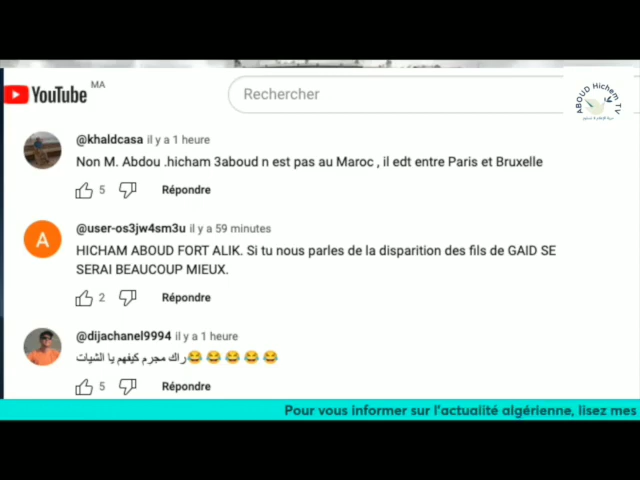 YouTube MA
Rechercher
ABOUD Hichem TV
@khaldcasa il y a 1 heure
Non M. Abdou .hicham 3aboud n est pas au Maroc , il edt entre Paris et Bruxelle
5 Répondre
A
@user-os3jw4sm3u il y a 59 minutes
HICHAM ABOUD FORT ALIK. Si tu nous parles de la disparition des fils de GAID SE
SERAI BEAUCOUP MIEUX.
2 Répondre
@dijachanel9994 il y a 1 heure
راك مجرم كيفهم يا الشيات😂😂😂😂😂
5 Répondre
Pour vous informer sur l'actualité algérienne, lisez mes